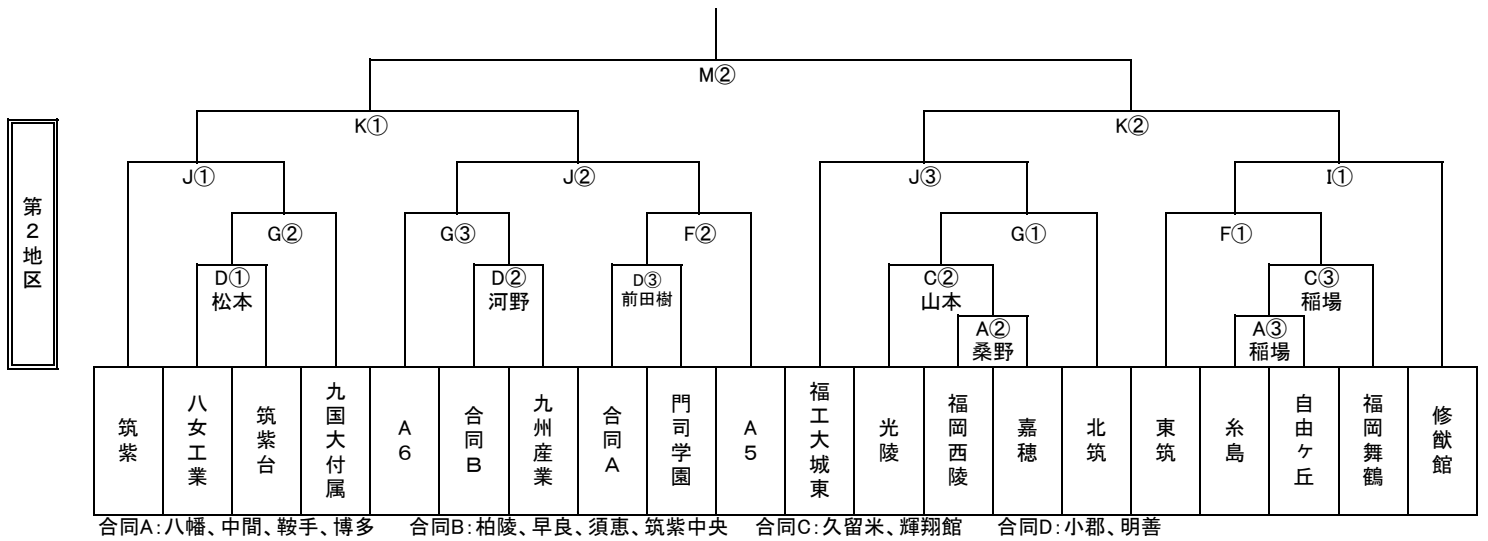 M②
K①
K②
J①
J②
J③
I①
第2地区
G②
G③
F②
G①
F①
D①
松本
D②
河野
D③
前田樹
C②
山本
C③
稲場
A②
桑野
A③
稲場
筑紫
八女工業
筑紫台
九国大付属
A6
合同B
九州産業
合同A
門司学園
A5
福工大城東
光陵
福岡西陵
嘉穂
北筑
東筑
糸島
自由ヶ丘
福岡舞鶴
修猷館
合同A：八幡、中間、鞍手、博多　　合同B：柏陵、早良、須恵、筑紫中央　　合同C：久留米、輝翔館　　合同D：小郡、明善